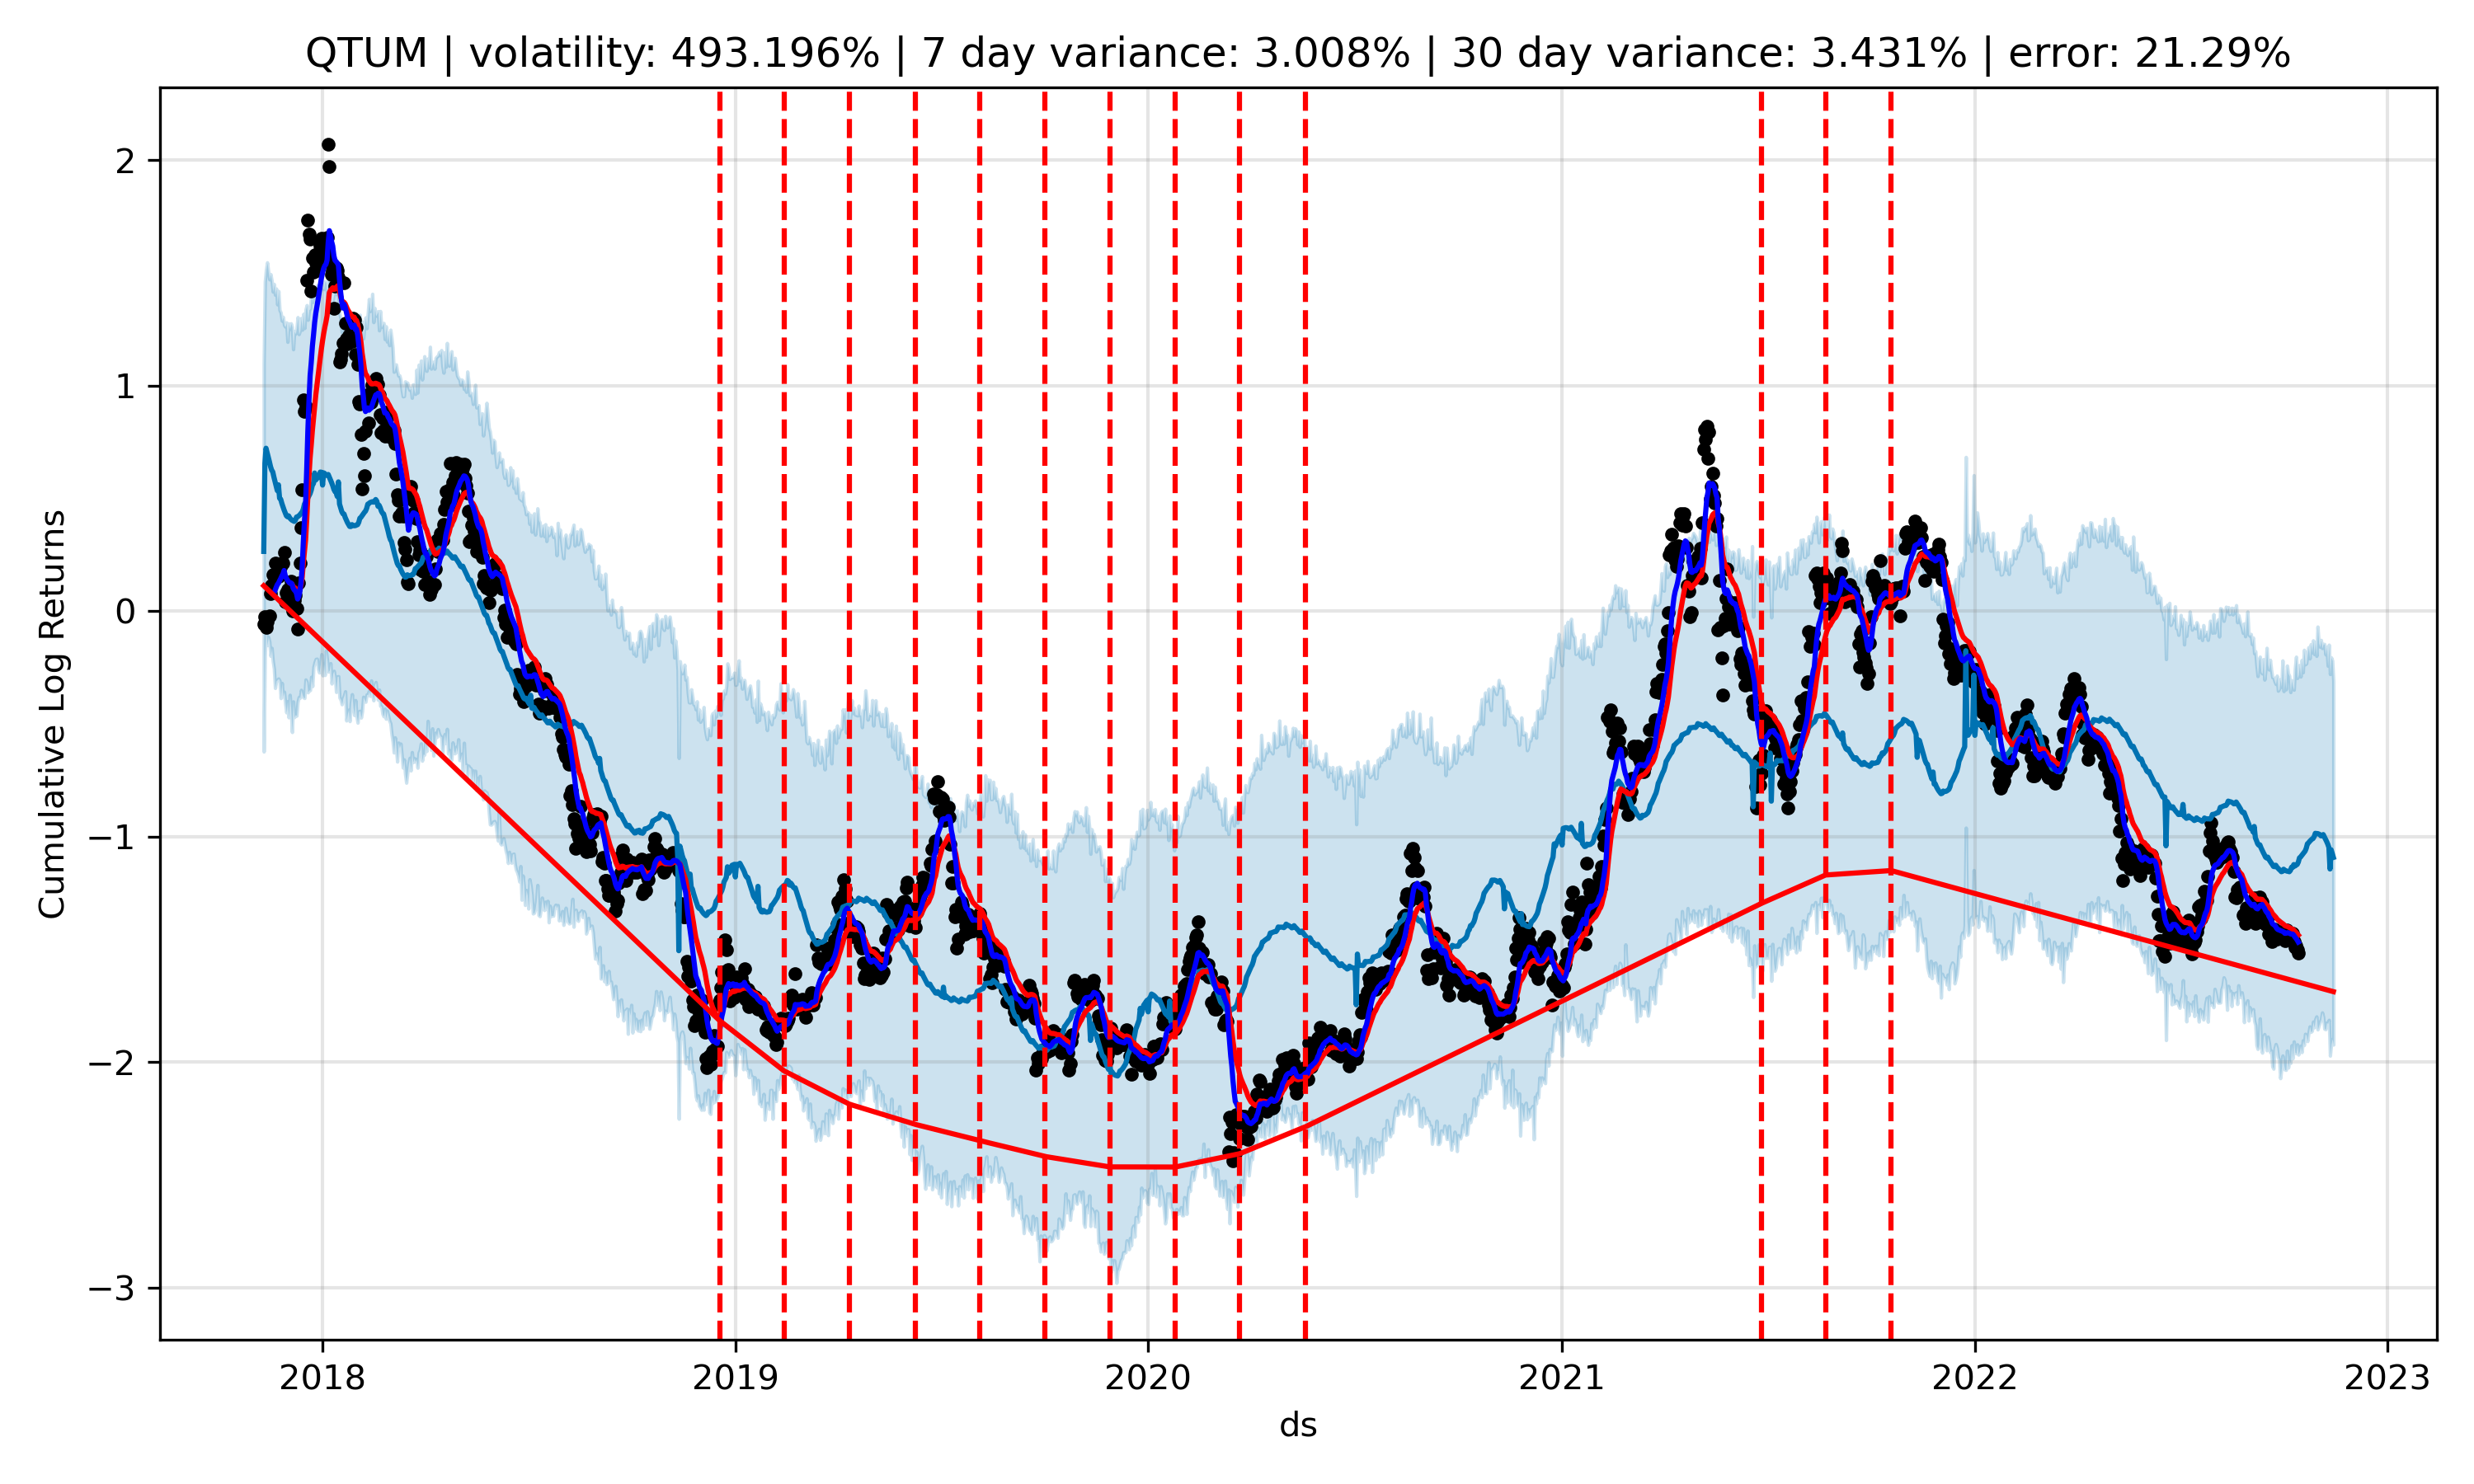 QTUM | volatility: 493.196% | 7 day variance: 3.008% | 30 day variance: 3.431% | error: 21.29%
Cumulative Log Returns
2
1
0
−1
−2
−3
2018 2019 2020 2021 2022 2023
ds